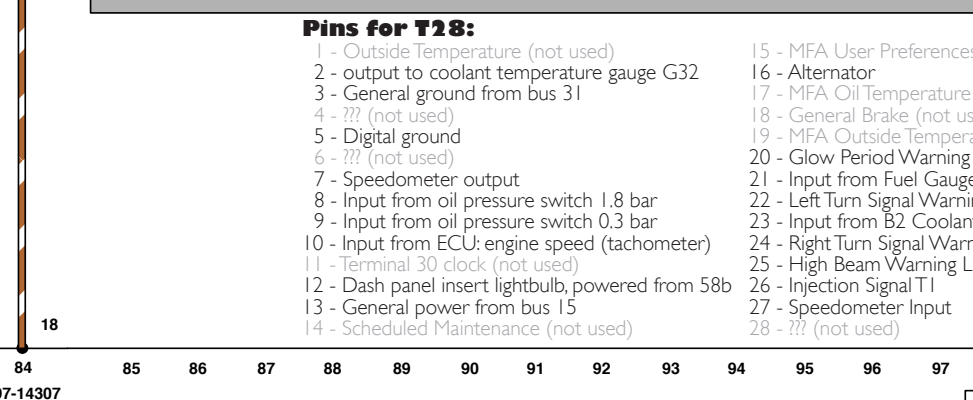 Pins for T28:
1 - Outside Temperature (not used)
2 - output to coolant temperature gauge G32
3 - General ground from bus 31
4 - ??? (not used)
5 - Digital ground
6 - ??? (not used)
7 - Speedometer output
8 - Input from oil pressure switch 1.8 bar
9 - Input from oil pressure switch 0.3 bar
10 - Input from ECU: engine speed (tachometer)
11 - Terminal 30 clock (not used)
12 - Dash panel insert lightbulb, powered from 58b
13 - General power from bus 15
14 - Scheduled Maintenance (not used)
15 - MFA User Preferences
16 - Alternator
17 - MFA Oil Temperature
18 - General Brake (not us
19 - MFA Outside Tempera
20 - Glow Period Warning
21 - Input from Fuel Gauge
22 - Left Turn Signal Warnin
23 - Input from B2 Coolan
24 - Right Turn Signal Warn
25 - High Beam Warning L
26 - Injection Signal T1
27 - Speedometer Input
28 - ??? (not used)
18
84 85 86 87 88 89 90 91 92 93 94 95 96 97
07-14307